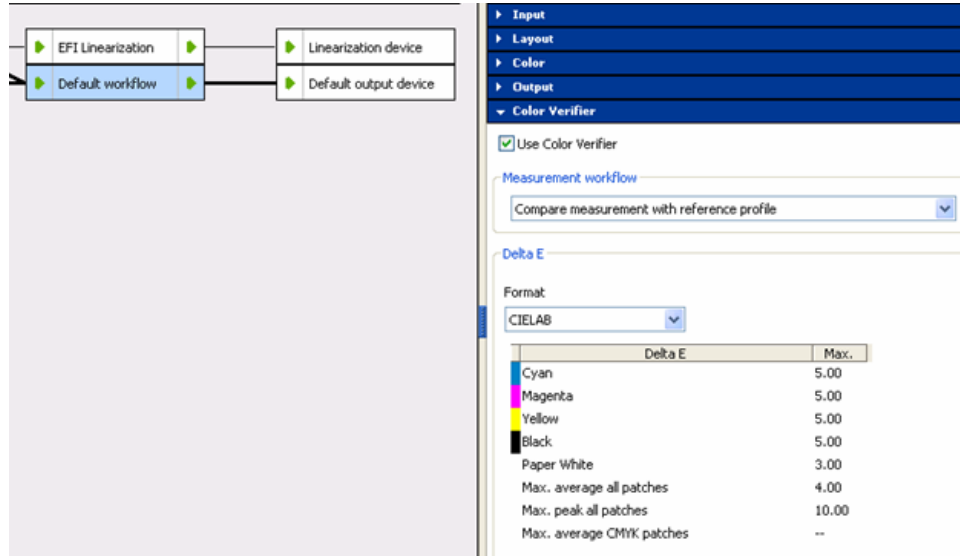 EFI Linearization
Linearization device
Default workflow
Default output device
Input
Layout
Color
Output
Color Verifier
Use Color Verifier
Measurement workflow
Compare measurement with reference profile
Delta E
Format
CIELAB
Delta E Max.
Cyan 5.00
Magenta 5.00
Yellow 5.00
Black 5.00
Paper White 3.00
Max. average all patches 4.00
Max. peak all patches 10.00
Max. average CMYK patches --